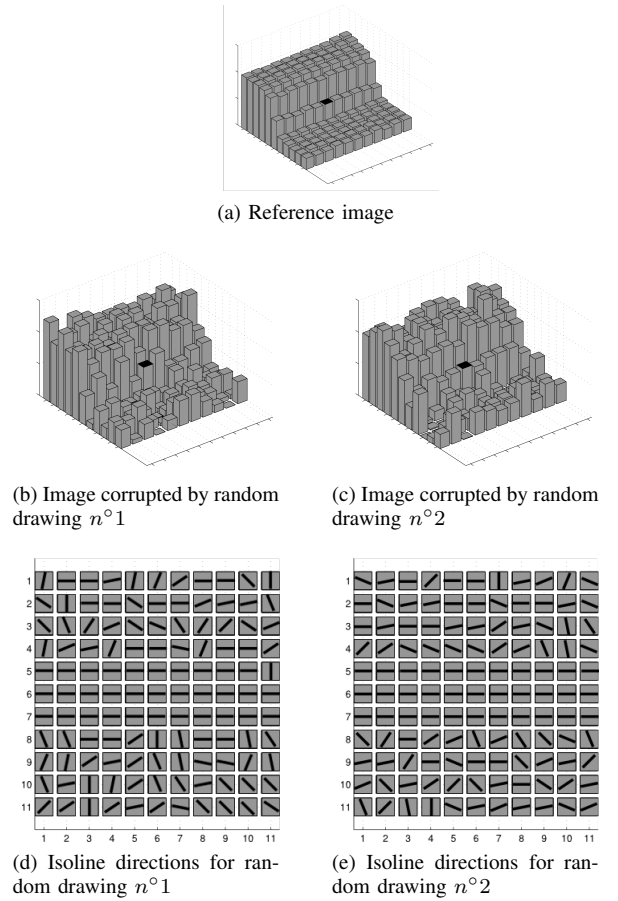 (a) Reference image
(b) Image corrupted by random
drawing n°1
(c) Image corrupted by random
drawing n°2
1
2
3
4
5
6
7
8
9
10
11
1 2 3 4 5 6 7 8 9 10 11
(d) Isoline directions for ran-
dom drawing n°1
1
2
3
4
5
6
7
8
9
10
11
1 2 3 4 5 6 7 8 9 10 11
(e) Isoline directions for ran-
dom drawing n°2